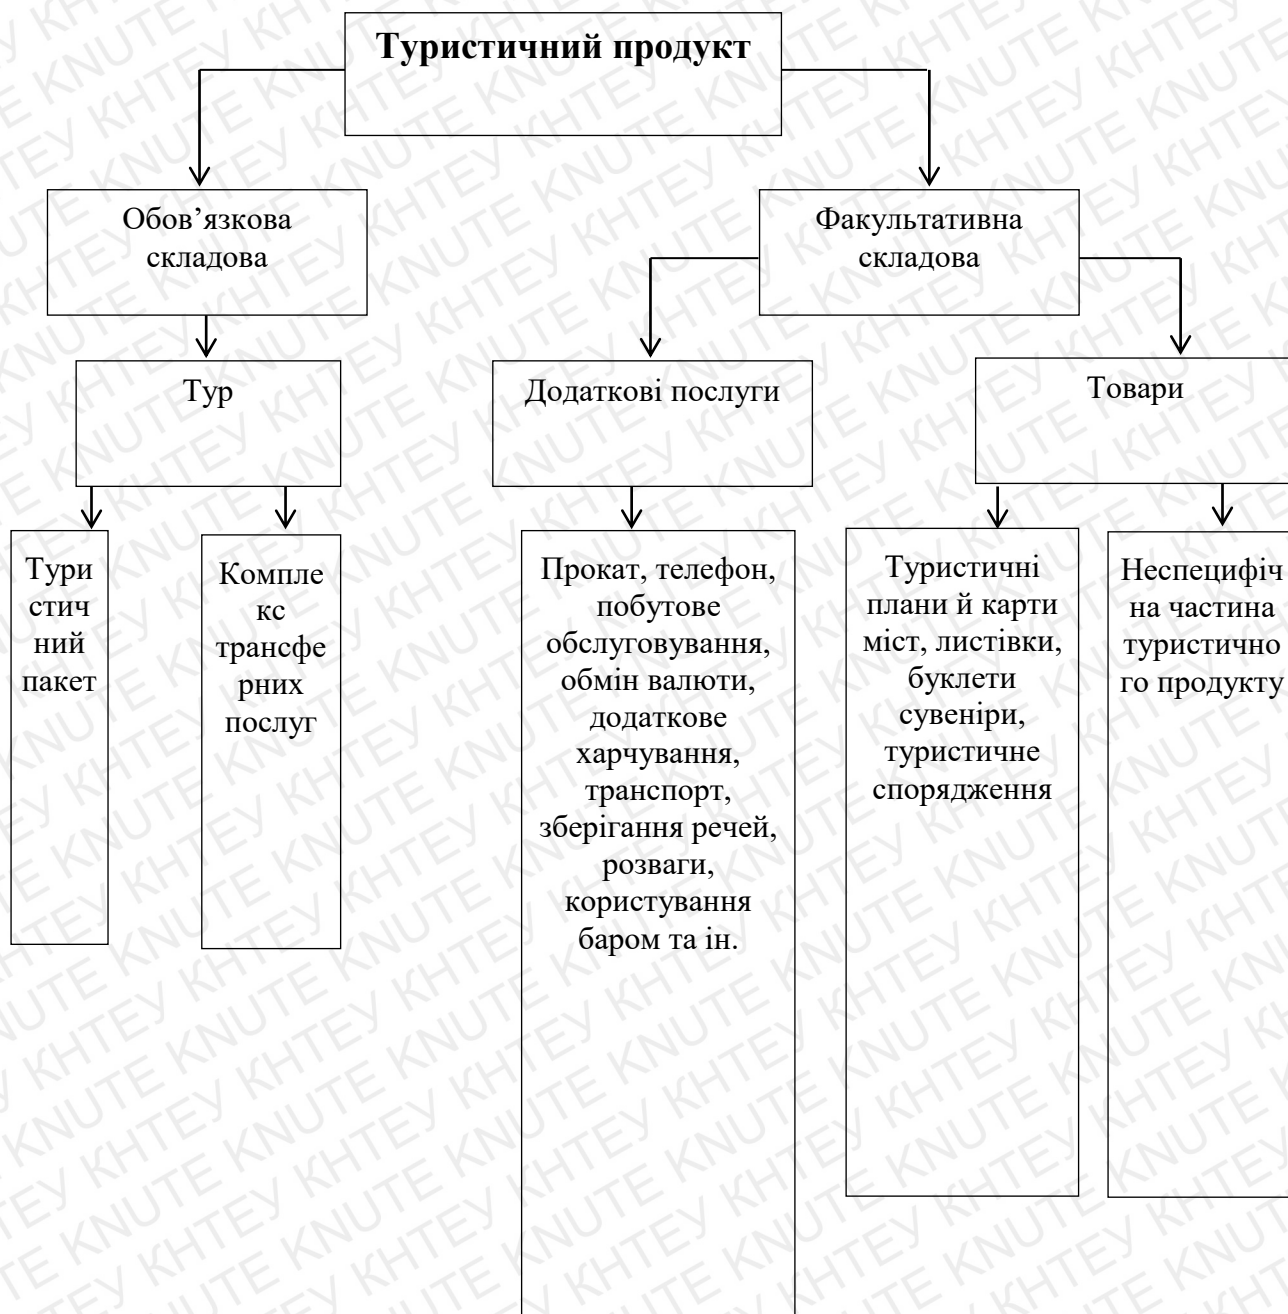 Туристичний продукт
Обов’язкова
складова
Факультативна
складова
Тур
Додаткові послуги
Товари
Тури
стич
ний
пакет
Компле
кс
трансфе
рних
послуг
Прокат, телефон,
побутове
обслуговування,
обмін валюти,
додаткове
харчування,
транспорт,
зберігання речей,
розваги,
користування
баром та ін.
Туристичні
плани й карти
міст, листівки,
буклети
сувеніри,
туристичне
спорядження
Неспецифіч
на частина
туристично
го продукту